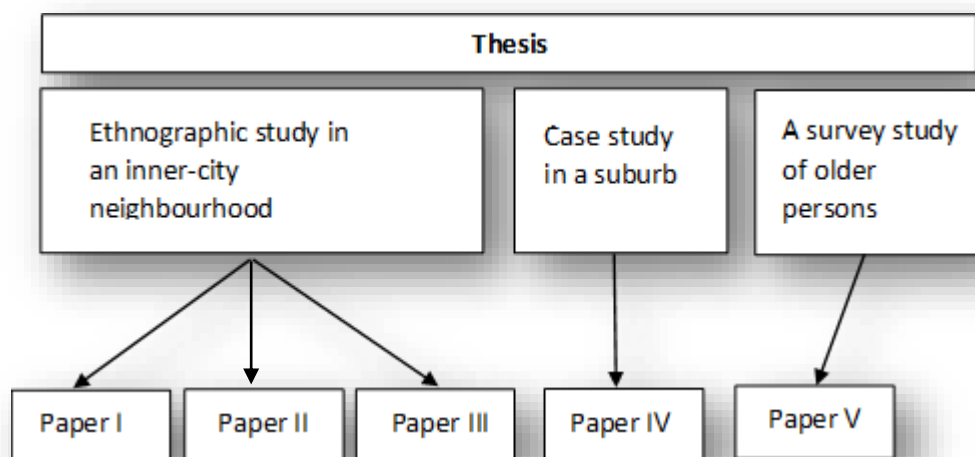 Thesis
Ethnographic study in
an inner-city
neighbourhood
Case study
in a suburb
A survey study
of older
persons
Paper I
Paper II
Paper III
Paper IV
Paper V